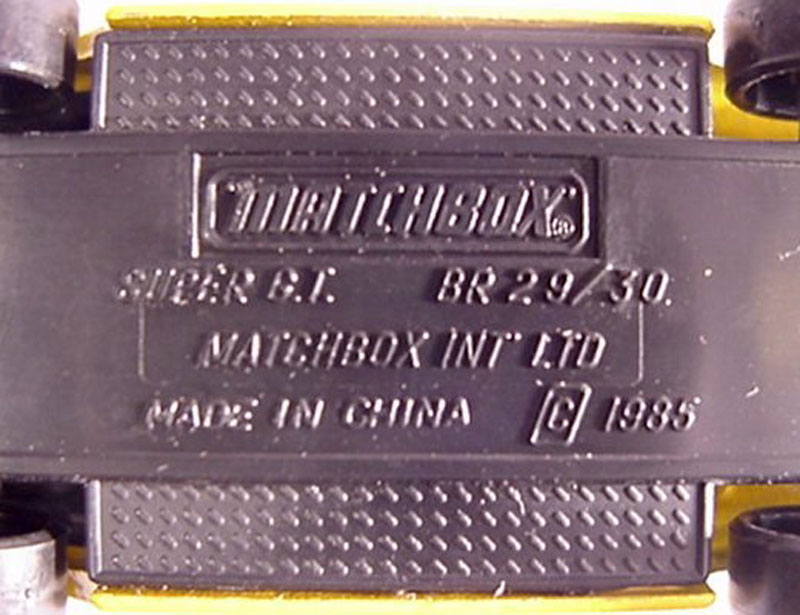 MATCHBOX®
SUPER G.T. BR 29/30.
MATCHBOX INT' LTD
MADE IN CHINA © 1985